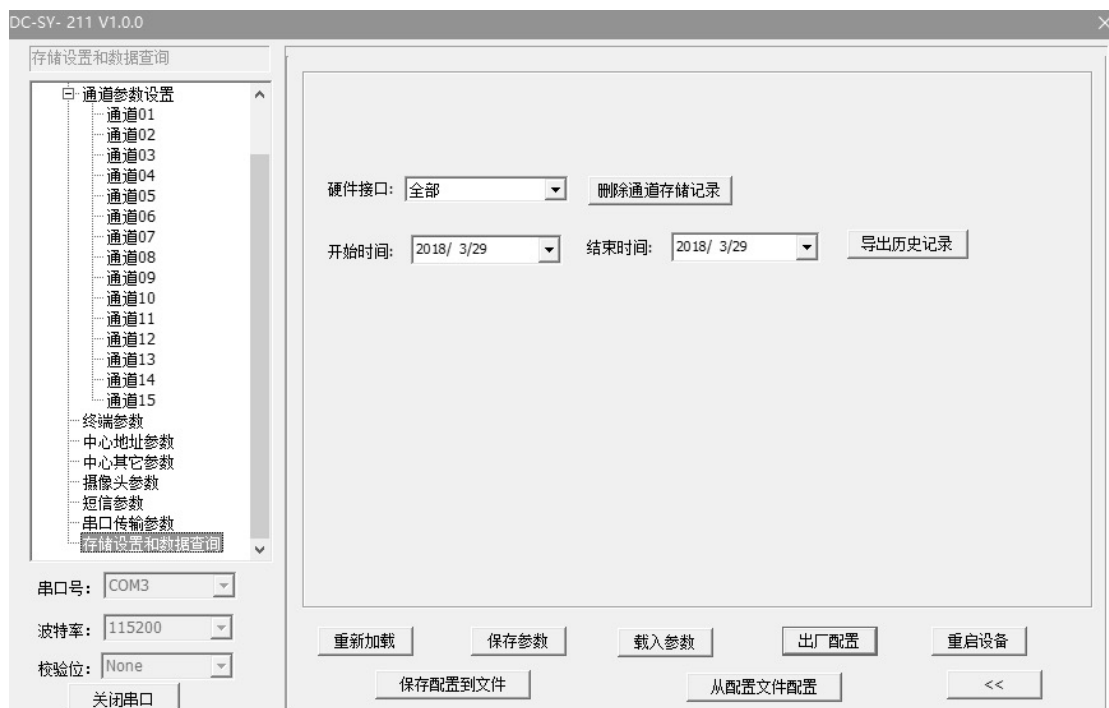 DC-SY- 211 V1.0.0
存储设置和数据查询
通道参数设置
通道01
通道02
通道03
通道04
通道05
通道06
通道07
通道08
通道09
通道10
通道11
通道12
通道13
通道14
通道15
终端参数
中心地址参数
中心其它参数
摄像头参数
短信参数
串口传输参数
存储设置和数据查询
串口号: COM3
波特率: 115200
校验位: None
关闭串口
硬件接口: 全部 删除通道存储记录
开始时间: 2018/ 3/29 结束时间: 2018/ 3/29 导出历史记录
重新加载 保存参数 载入参数 出厂配置 重启设备
保存配置到文件 从配置文件配置 <<